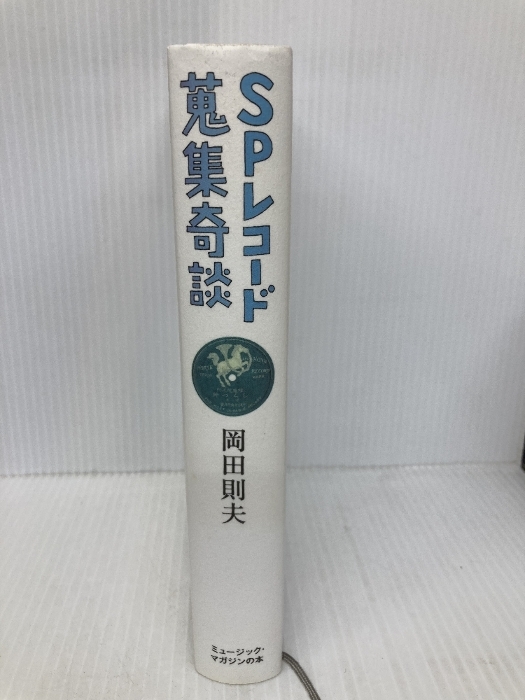 SPレコード
蒐集奇談
岡田則夫
ミュージック・
マガジンの本